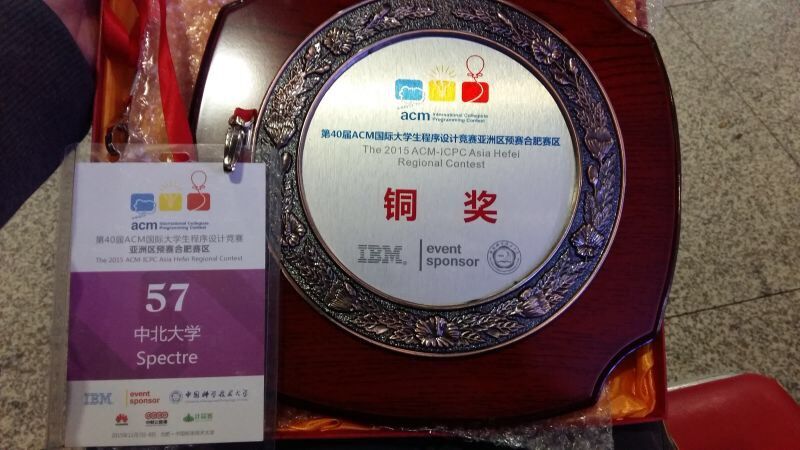 acm
International Collegiate
Programming Contest
第40届ACM国际大学生程序设计竞赛亚洲区预赛合肥赛区
The 2015 ACM-ICPC Asia Hefei
Regional Contest
铜 奖
IBM
event
sponsor
acm
International Collegiate
Programming Contest
第40届ACM国际大学生程序设计竞赛
亚洲区预赛合肥赛区
The 2015 ACM-ICPC Asia Hefei Regional Contest
57
中北大学
Spectre
IBM
event
sponsor
中国科学技术大学